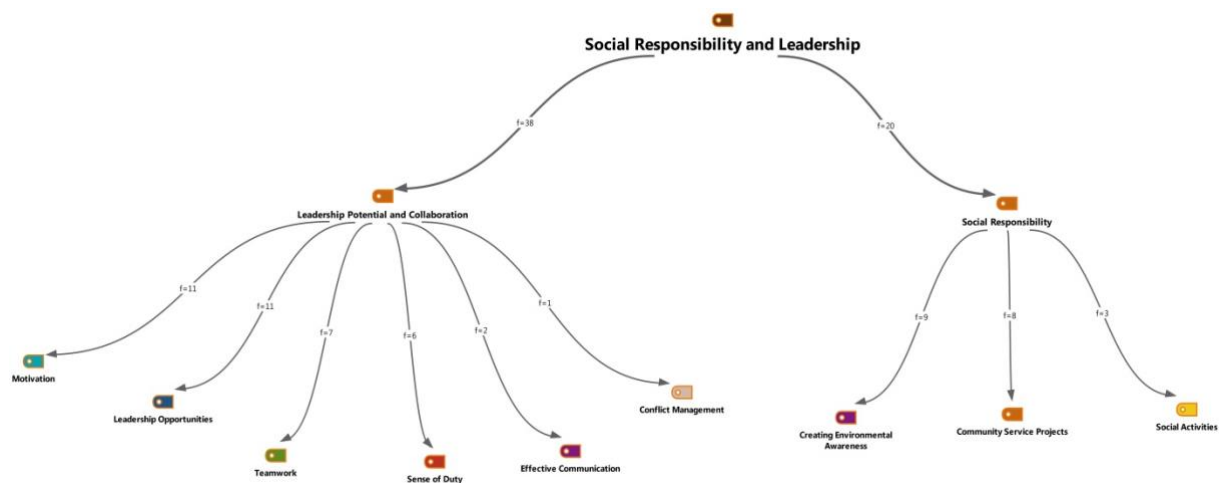 Social Responsibility and Leadership
f=38
f=20
Leadership Potential and Collaboration
Social Responsibility
f=11
f=11
f=7
f=6
f=2
f=1
f=9
f=8
f=3
Motivation
Leadership Opportunities
Teamwork
Sense of Duty
Effective Communication
Conflict Management
Creating Environmental
Awareness
Community Service Projects
Social Activities